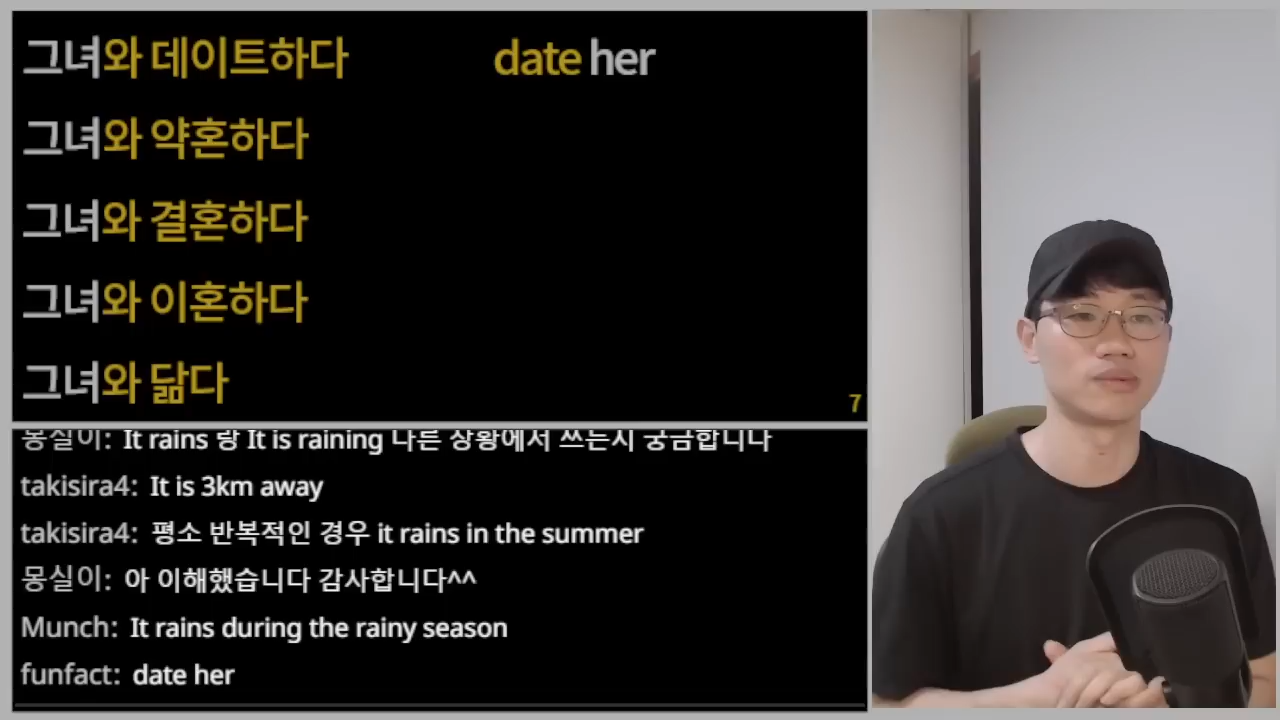 그녀와 데이트하다 date her
그녀와 약혼하다
그녀와 결혼하다
그녀와 이혼하다
그녀와 닮다
7
몽실이: It rains 랑 It is raining 다른 상황에서 쓰는지 궁금합니다
takisira4: It is 3km away
takisira4: 평소 반복적인 경우 it rains in the summer
몽실이: 아 이해했습니다 감사합니다^^
Munch: It rains during the rainy season
funfact: date her